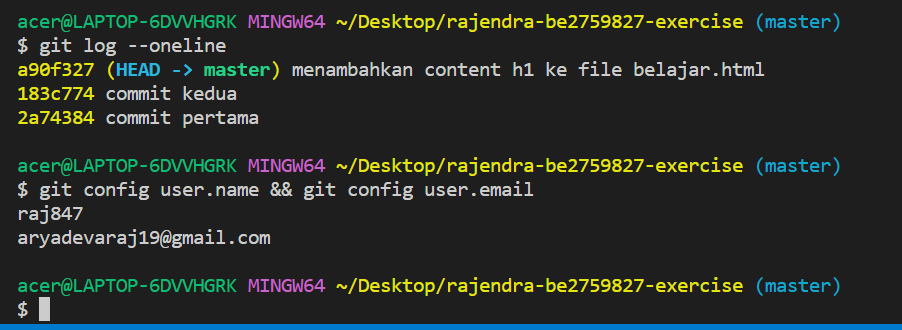 acer@LAPTOP-6DVVHGRK MINGW64 ~/Desktop/rajendra-be2759827-exercise (master)
$ git log --oneline
a90f327 (HEAD -> master) menambahkan content h1 ke file belajar.html
183c774 commit kedua
2a74384 commit pertama
acer@LAPTOP-6DVVHGRK MINGW64 ~/Desktop/rajendra-be2759827-exercise (master)
$ git config user.name && git config user.email
raj847
aryadevaraj19@gmail.com
acer@LAPTOP-6DVVHGRK MINGW64 ~/Desktop/rajendra-be2759827-exercise (master)
$